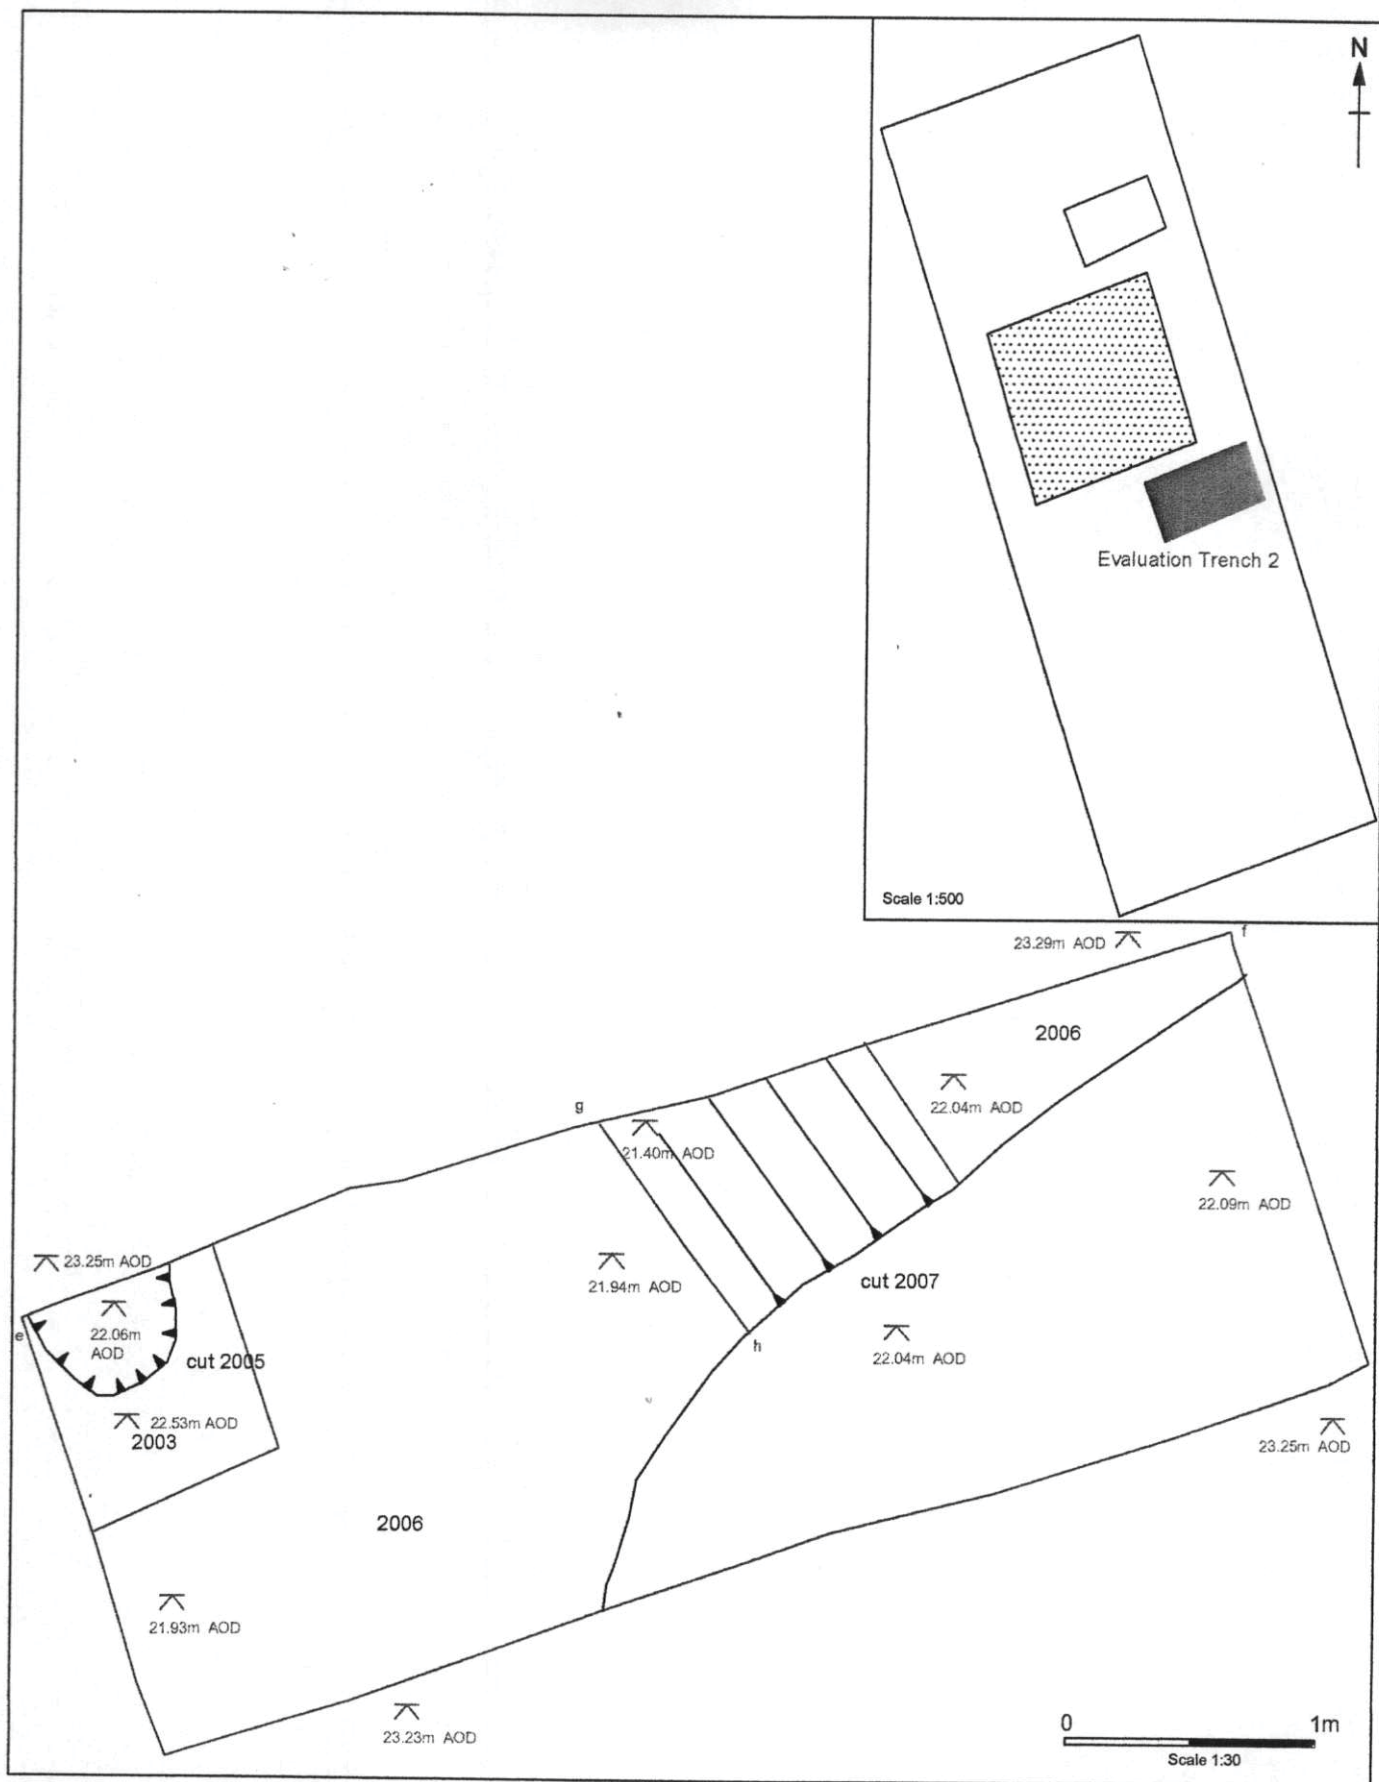 N
Evaluation Trench 2
Scale 1:500
23.29m AOD
f
2006
22.04m AOD
g
21.40m AOD
22.09m AOD
23.25m AOD
21.94m AOD
cut 2007
e
22.06m
AOD
h
22.04m AOD
cut 2005
22.53m AOD
2003
23.25m AOD
2006
21.93m AOD
23.23m AOD
0 1m
Scale 1:30